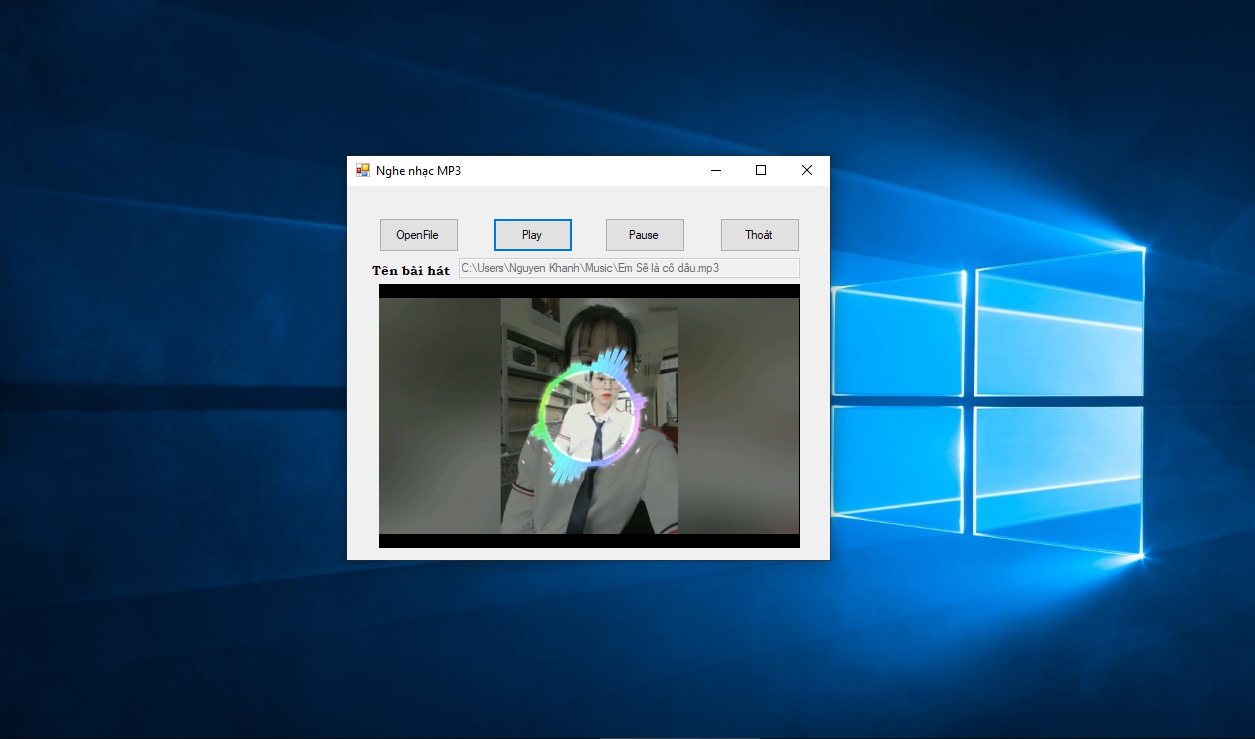 Nghe nhạc MP3
OpenFile Play Pause Thoát
Tên bài hát C:\Users\Nguyen Khanh\Music\Em Sẽ là cô dâu.mp3